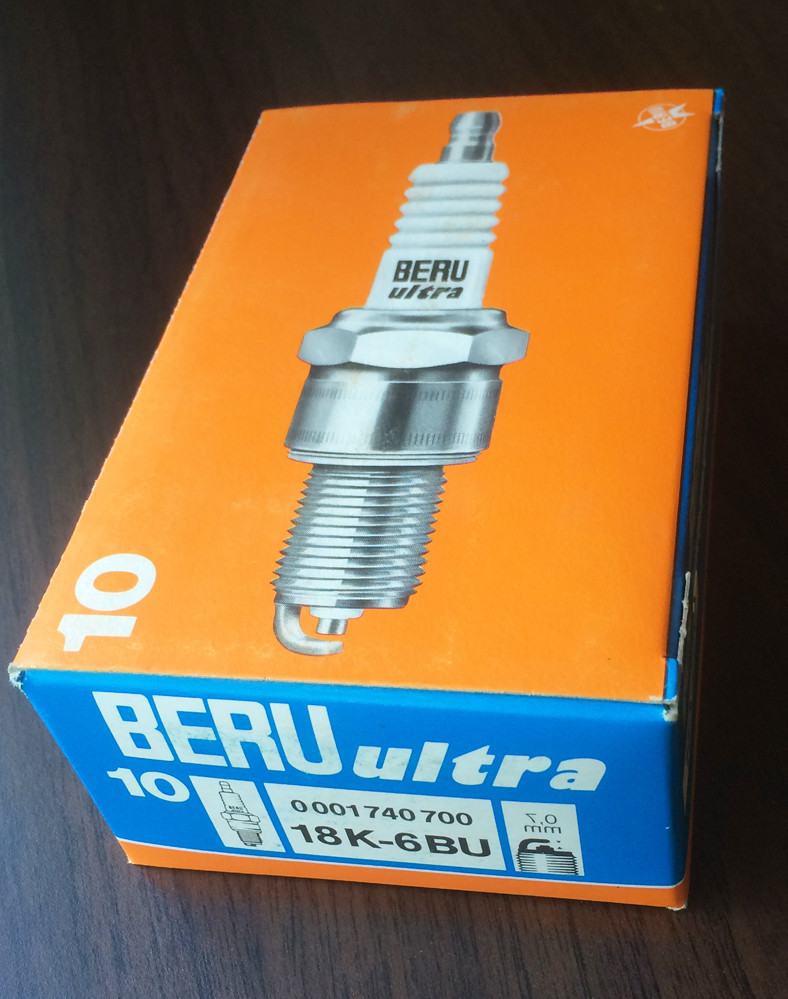 BERU
ultra
10
BERU ultra
10
0 001 740 700
18K-6BU
7,0
mm